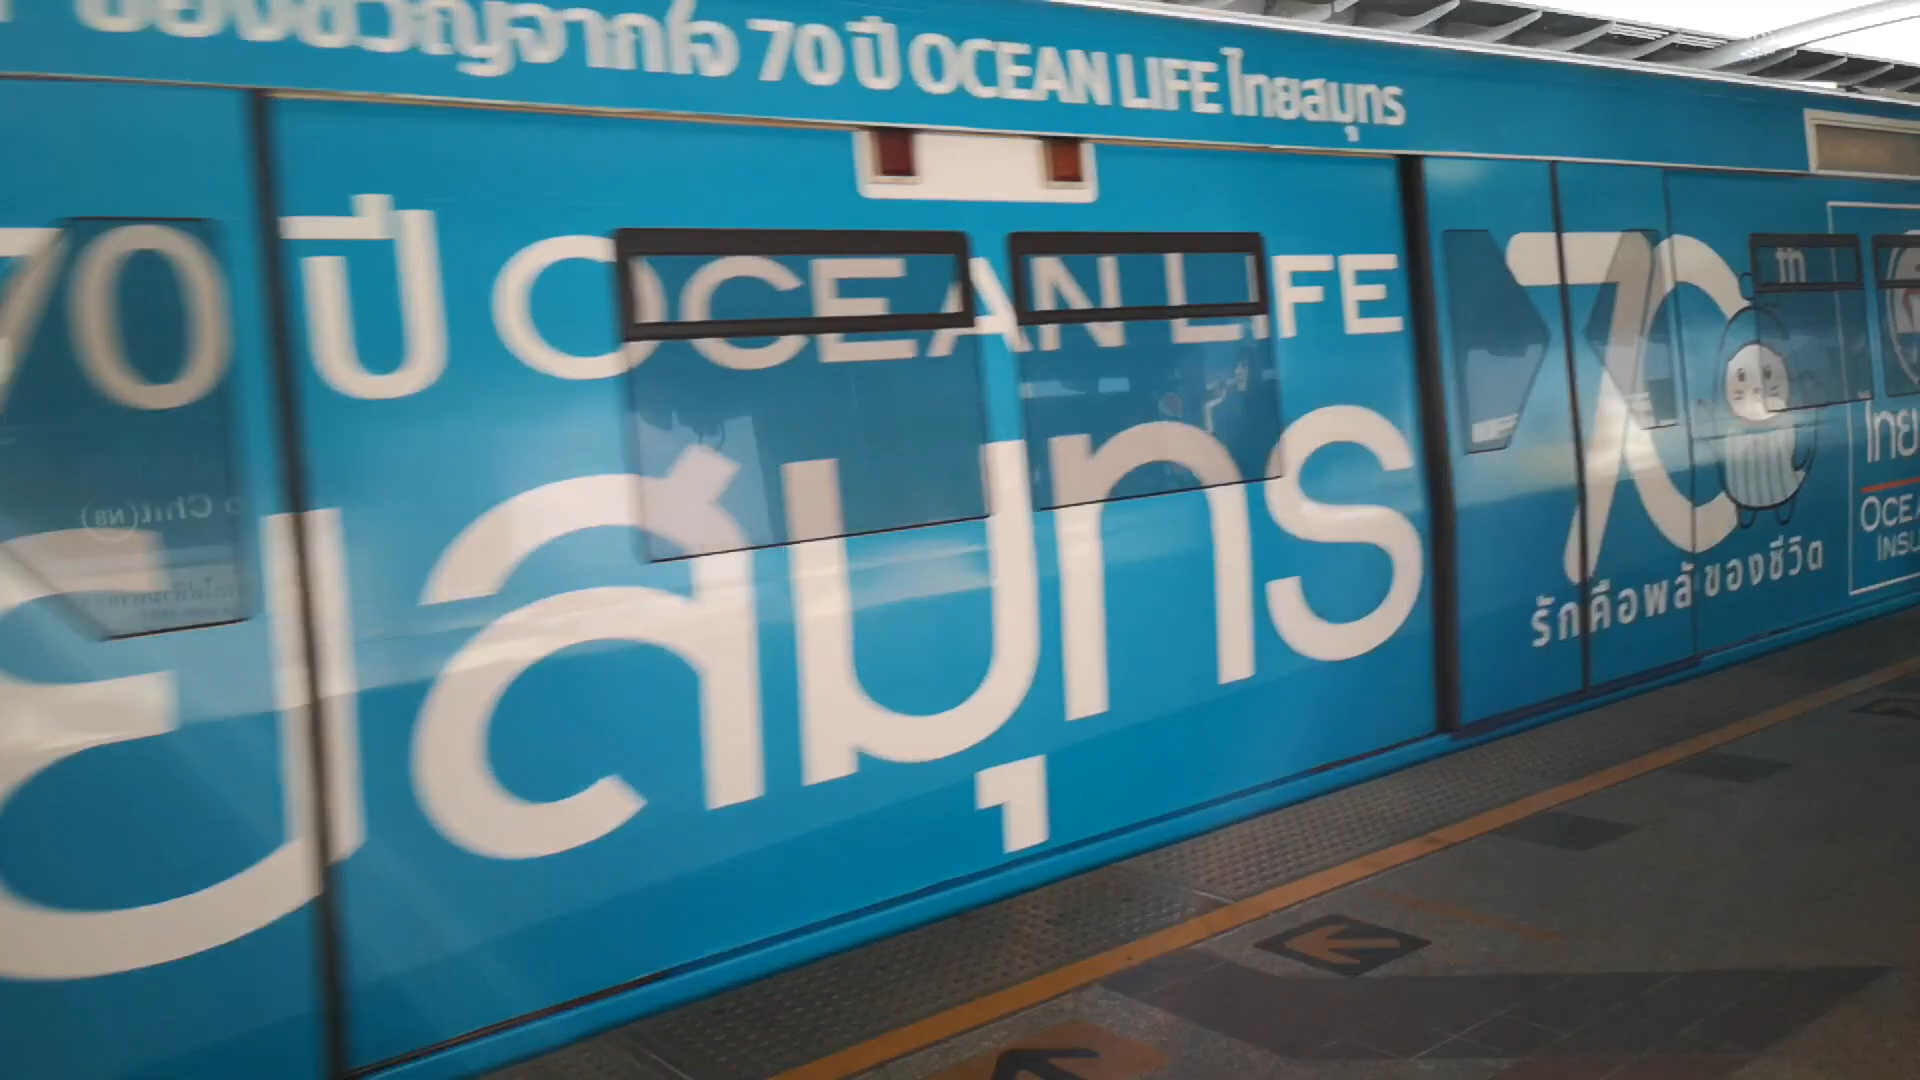 ของขวัญจากใจ 70 ปี OCEAN LIFE ไทยสมุทร
70 ปี OCEAN LIFE
ยสมุทร
70th
รักคือพลังของชีวิต
ไทย
OCEA
INSU